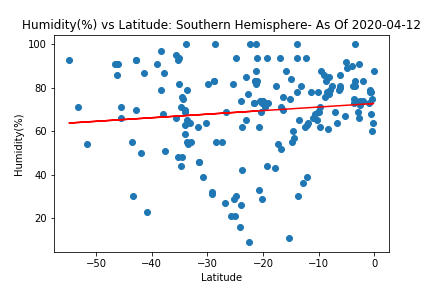 Humidity(%) vs Latitude: Southern Hemisphere- As Of 2020-04-12
100
80
60
40
20
Humidity(%)
−50 −40 −30 −20 −10 0
Latitude